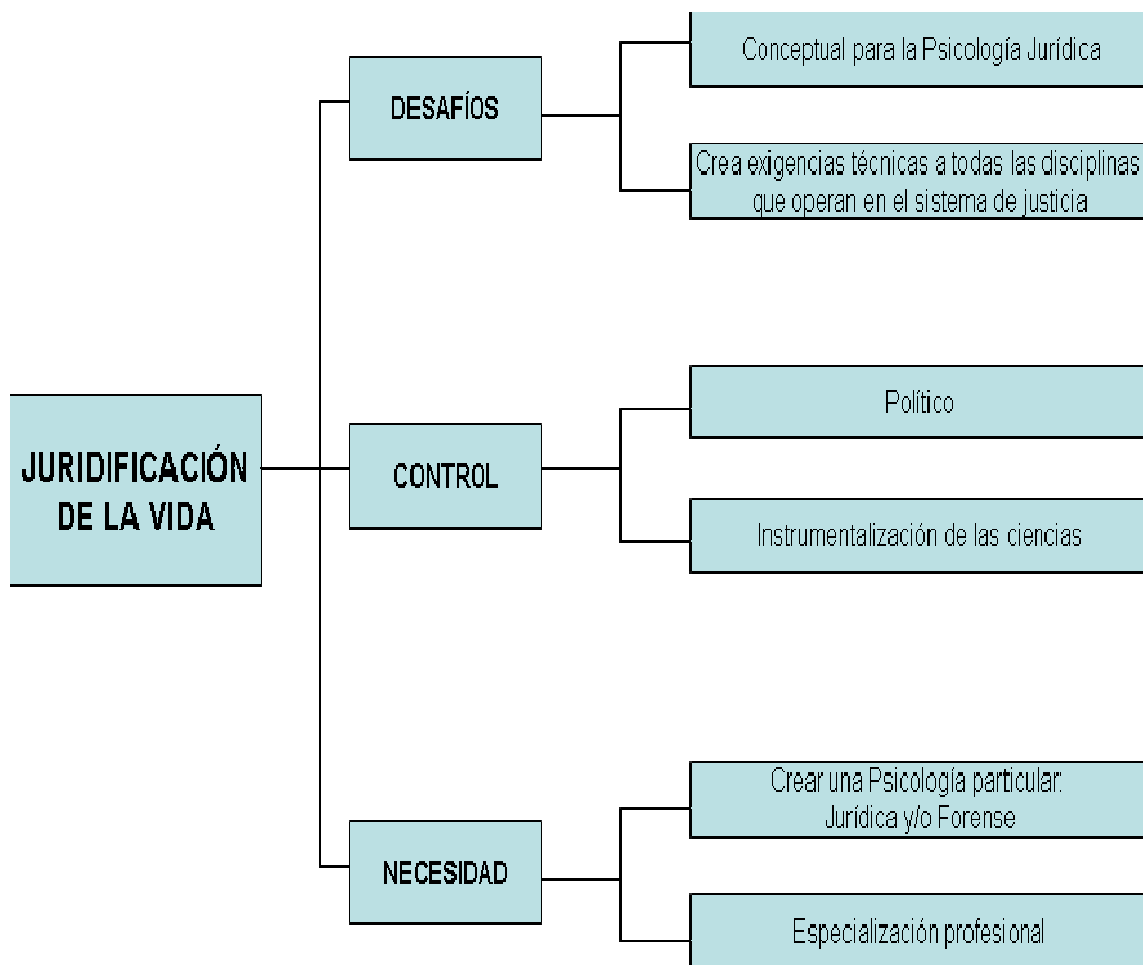 JURIDIFICACIÓN
DE LA VIDA
DESAFÍOS
Conceptual para la Psicología Jurídica
Crea exigencias técnicas a todas las disciplinas
que operan en el sistema de justicia
CONTROL
Político
Instrumentalización de las ciencias
NECESIDAD
Crear una Psicología particular:
Jurídica y/o Forense
Especialización profesional